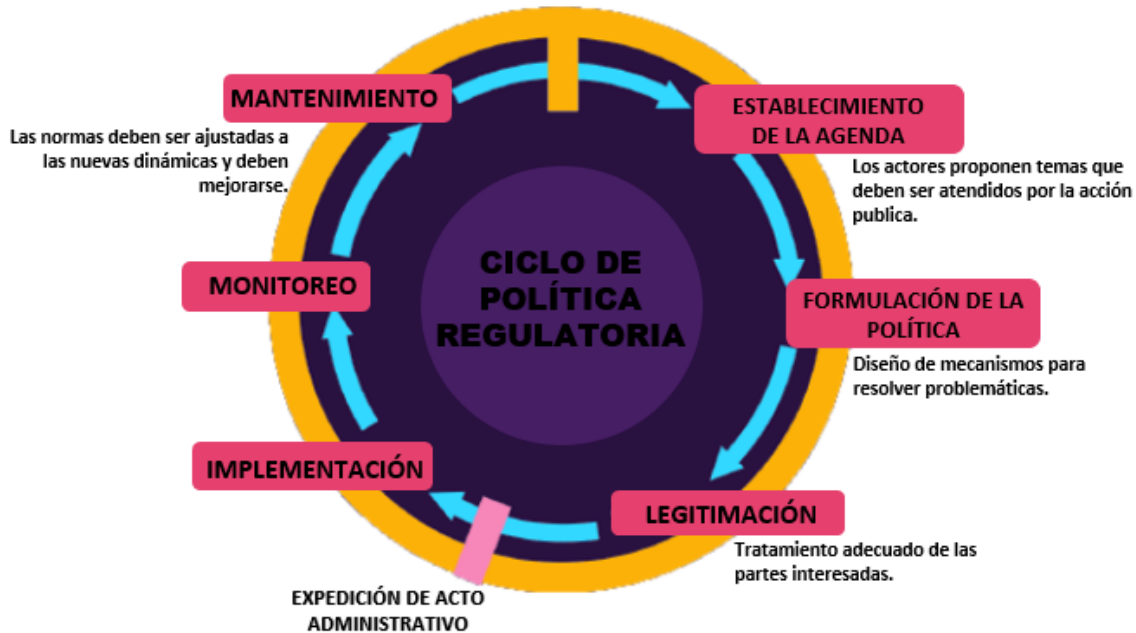 CICLO DE
POLÍTICA
REGULATORIA
ESTABLECIMIENTO
DE LA AGENDA
Los actores proponen temas que
deben ser atendidos por la acción
publica.
FORMULACIÓN DE LA
POLÍTICA
Diseño de mecanismos para
resolver problemáticas.
LEGITIMACIÓN
Tratamiento adecuado de las
partes interesadas.
EXPEDICIÓN DE ACTO
ADMINISTRATIVO
IMPLEMENTACIÓN
MONITOREO
MANTENIMIENTO
Las normas deben ser ajustadas a
las nuevas dinámicas y deben
mejorarse.